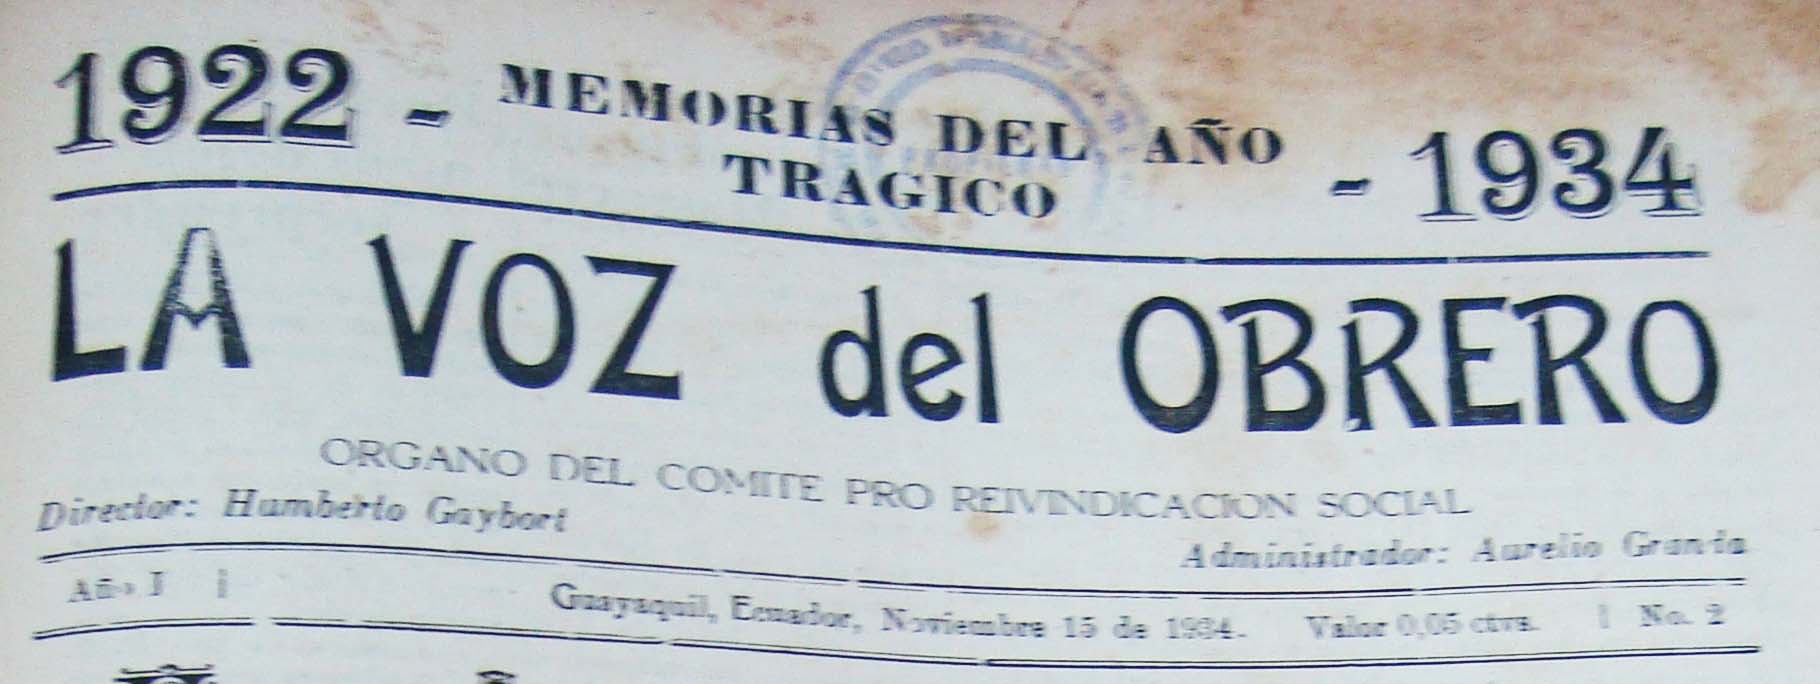 1922 - MEMORIAS DEL AÑO TRAGICO - 1934
LA VOZ del OBRERO
ORGANO DEL COMITE PRO REIVINDICACION SOCIAL
Director: Humberto Gaybort
Administrador: Aurelio Granda
Año I
Guayaquil, Ecuador, Noviembre 15 de 1934.
Valor 0,05 ctvs.
No. 2